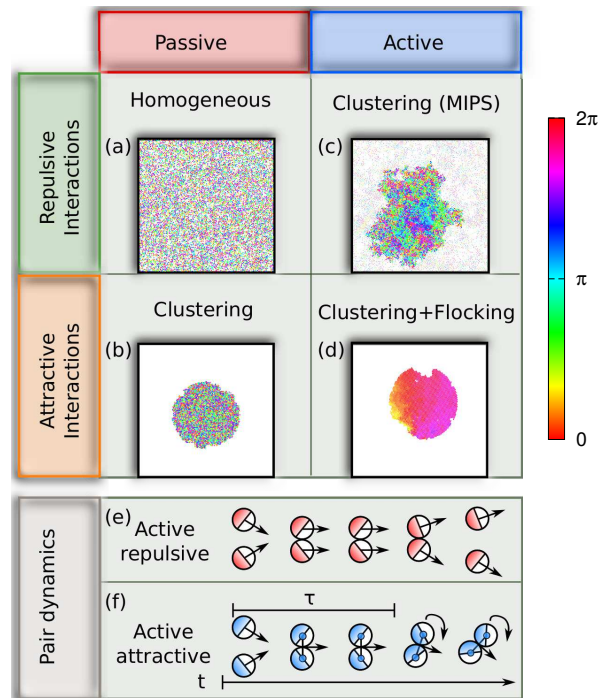 Passive
Active
Repulsive
Interactions
Homogeneous
(a)
Clustering (MIPS)
(c)
2π
π
0
Attractive
Interactions
Clustering
(b)
Clustering+Flocking
(d)
Pair dynamics
(e)
Active
repulsive
(f)
τ
Active
attractive
t